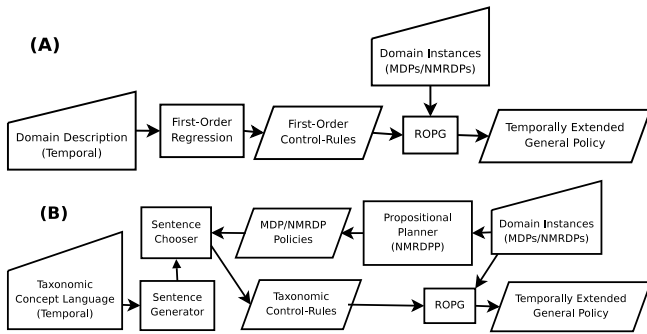 (A)
Domain Instances
(MDPs/NMRDPs)
Domain Description
(Temporal)
First-Order
Regression
First-Order
Control-Rules
ROPG
Temporally Extended
General Policy
(B)
Sentence
Chooser
MDP/NMRDP
Policies
Propositional
Planner
(NMRDPP)
Domain Instances
(MDPs/NMRDPs)
Taxonomic
Concept Language
(Temporal)
Sentence
Generator
Taxonomic
Control-Rules
ROPG
Temporally Extended
General Policy